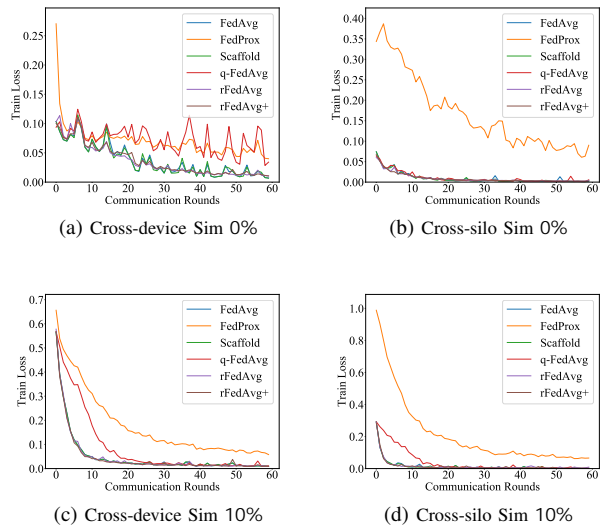 0.25
0.20
0.15
0.10
0.05
0.00
Train Loss
0 10 20 30 40 50 60
Communication Rounds
FedAvg
FedProx
Scaffold
q-FedAvg
rFedAvg
rFedAvg+
(a) Cross-device Sim 0%
0.40
0.35
0.30
0.25
0.20
0.15
0.10
0.05
0.00
Train Loss
0 10 20 30 40 50 60
Communication Rounds
FedAvg
FedProx
Scaffold
q-FedAvg
rFedAvg
rFedAvg+
(b) Cross-silo Sim 0%
0.7
0.6
0.5
0.4
0.3
0.2
0.1
0.0
Train Loss
0 10 20 30 40 50 60
Communication Rounds
FedAvg
FedProx
Scaffold
q-FedAvg
rFedAvg
rFedAvg+
(c) Cross-device Sim 10%
1.0
0.8
0.6
0.4
0.2
0.0
Train Loss
0 10 20 30 40 50 60
Communication Rounds
FedAvg
FedProx
Scaffold
q-FedAvg
rFedAvg
rFedAvg+
(d) Cross-silo Sim 10%